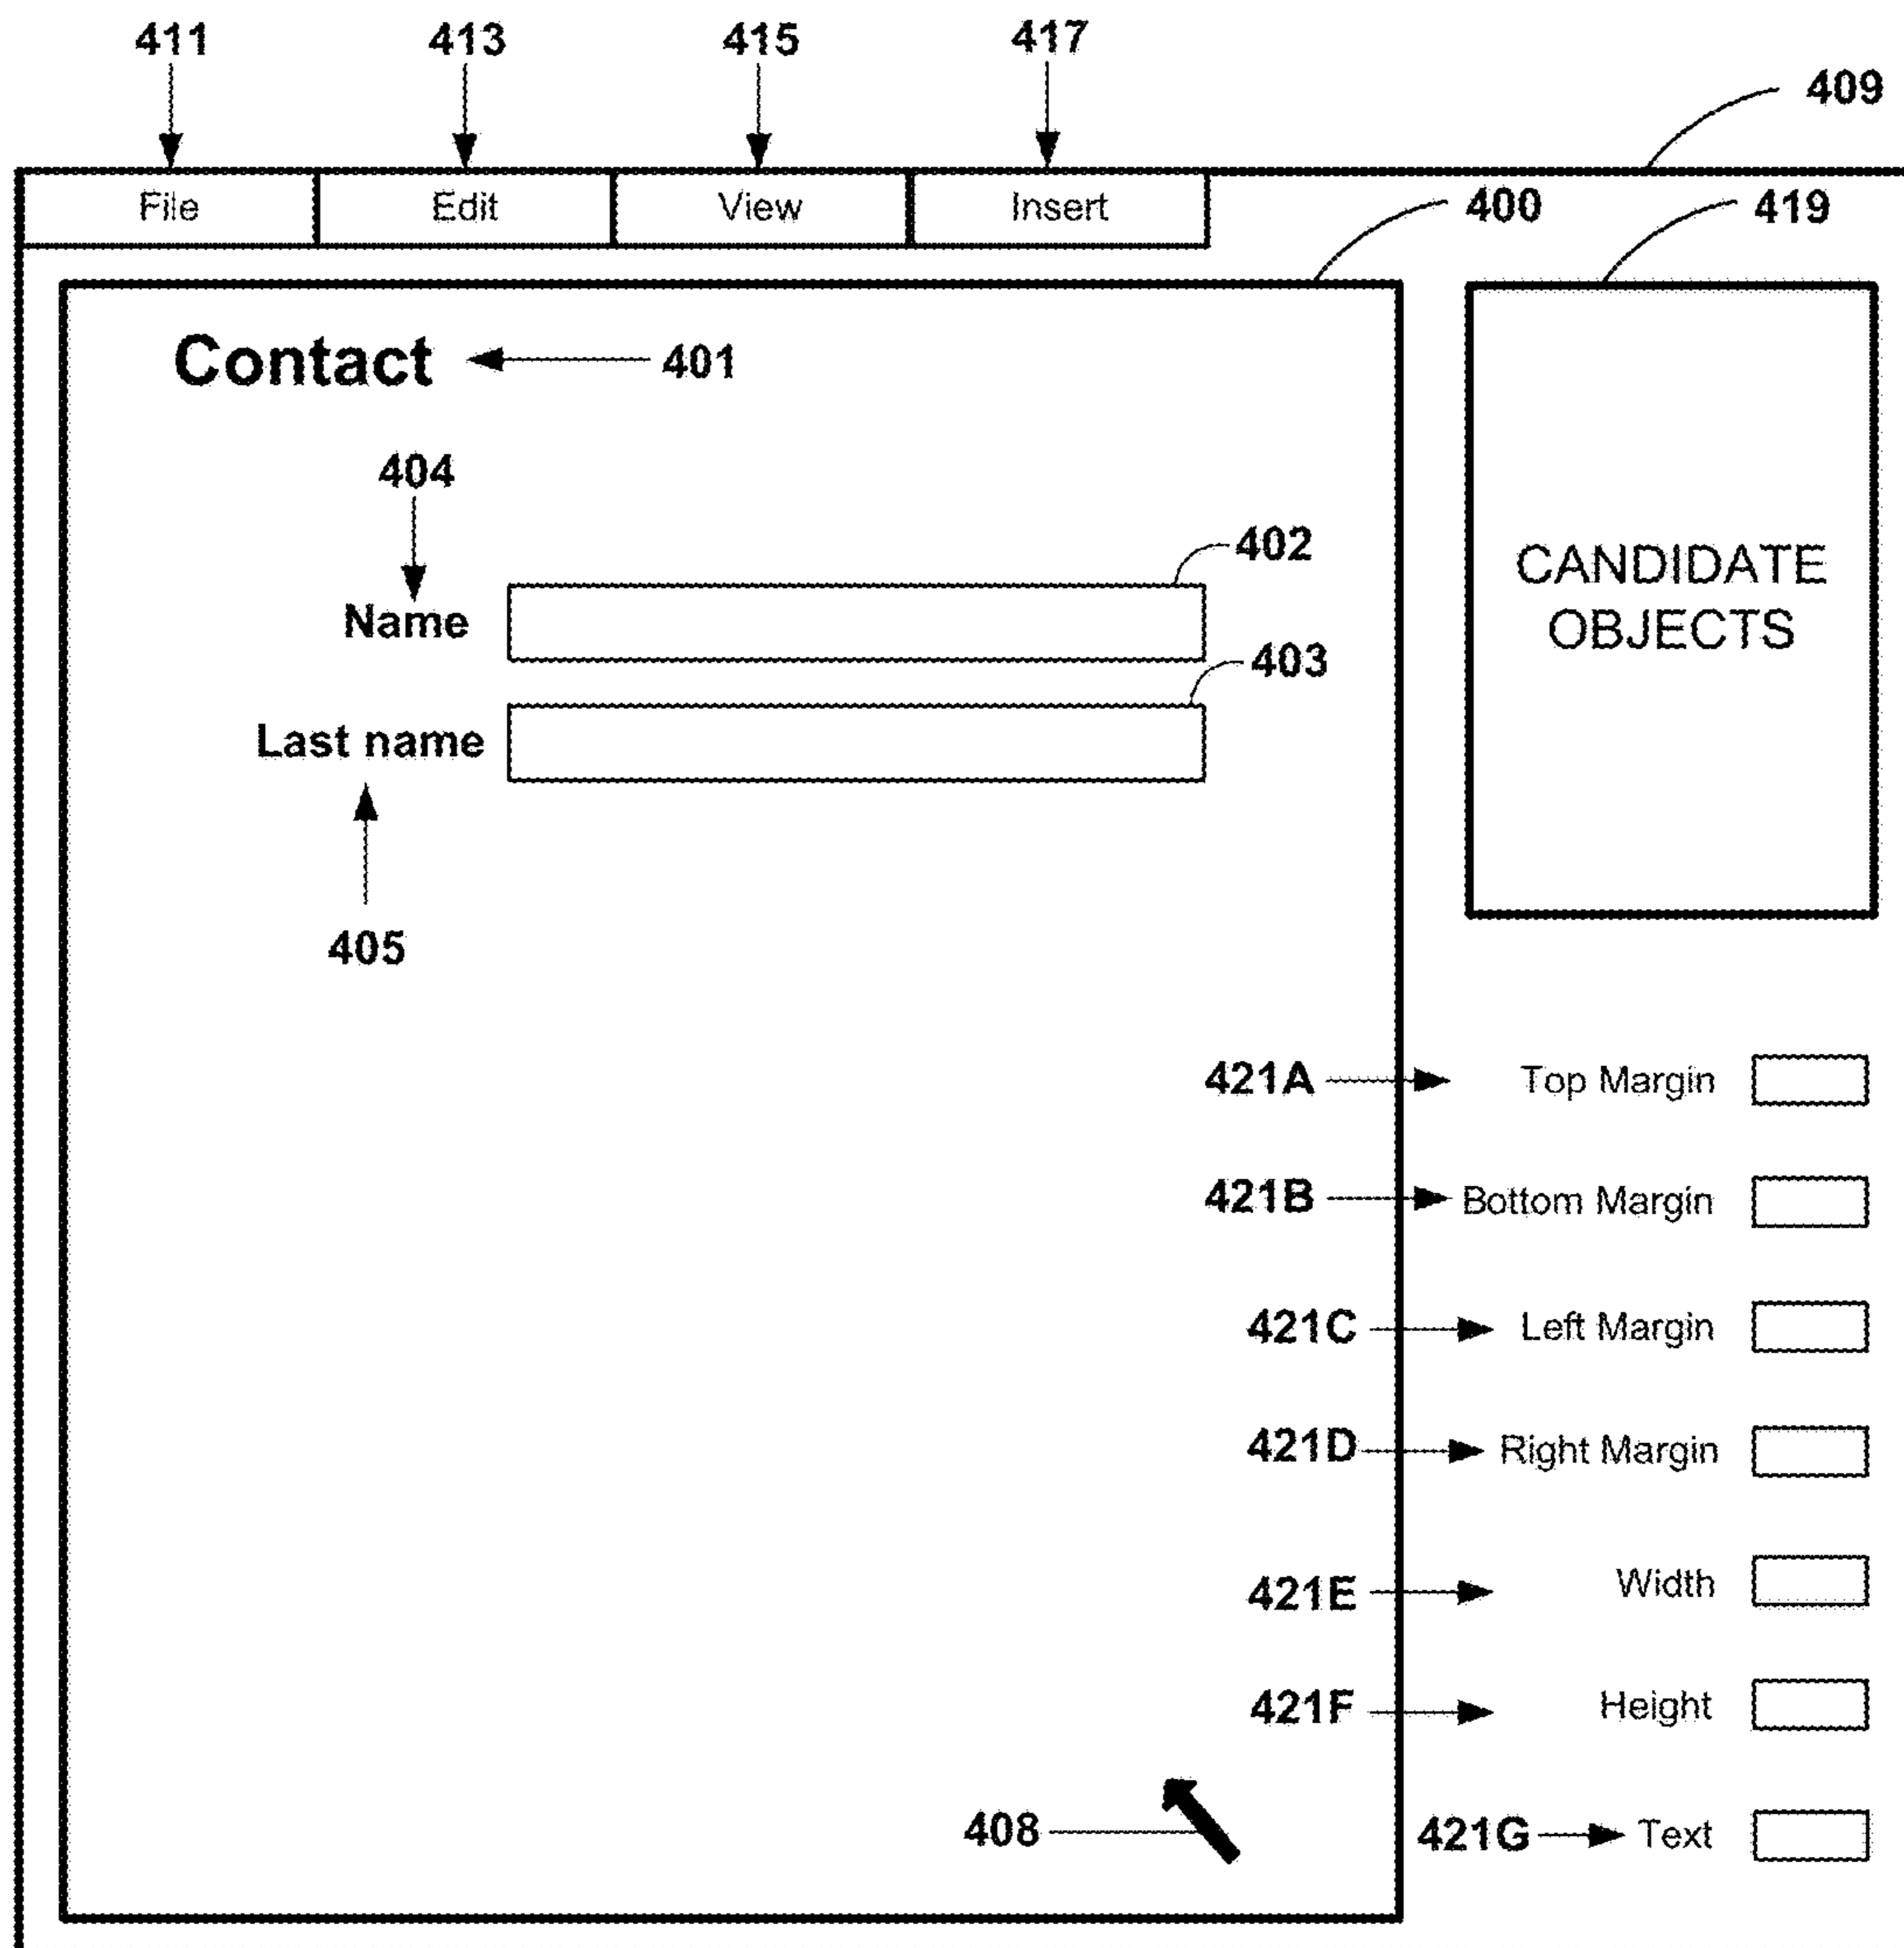 411 413 415 417
409
File Edit View Insert
400 419
Contact 401
404
402
Name
403
Last name
405
CANDIDATE
OBJECTS
421A Top Margin
421B Bottom Margin
421C Left Margin
421D Right Margin
421E Width
421F Height
408
421G Text